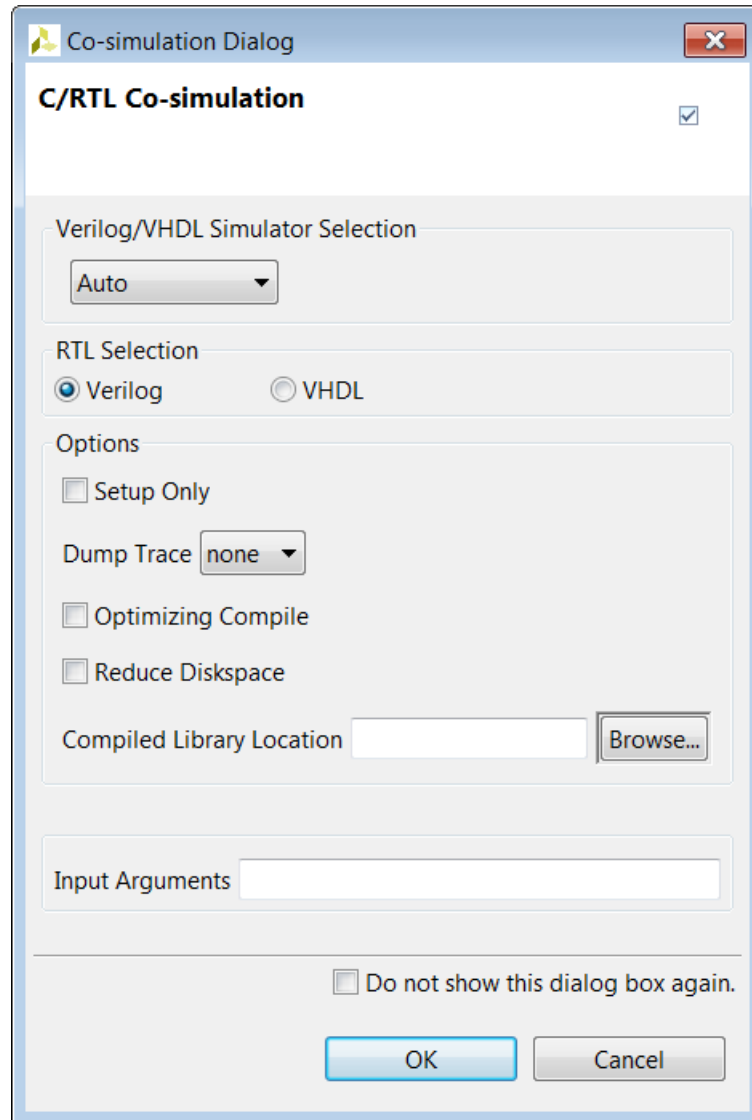 Co-simulation Dialog
C/RTL Co-simulation
Verilog/VHDL Simulator Selection
Auto
RTL Selection
Verilog VHDL
Options
Setup Only
Dump Trace none
Optimizing Compile
Reduce Diskspace
Compiled Library Location Browse...
Input Arguments
Do not show this dialog box again.
OK Cancel